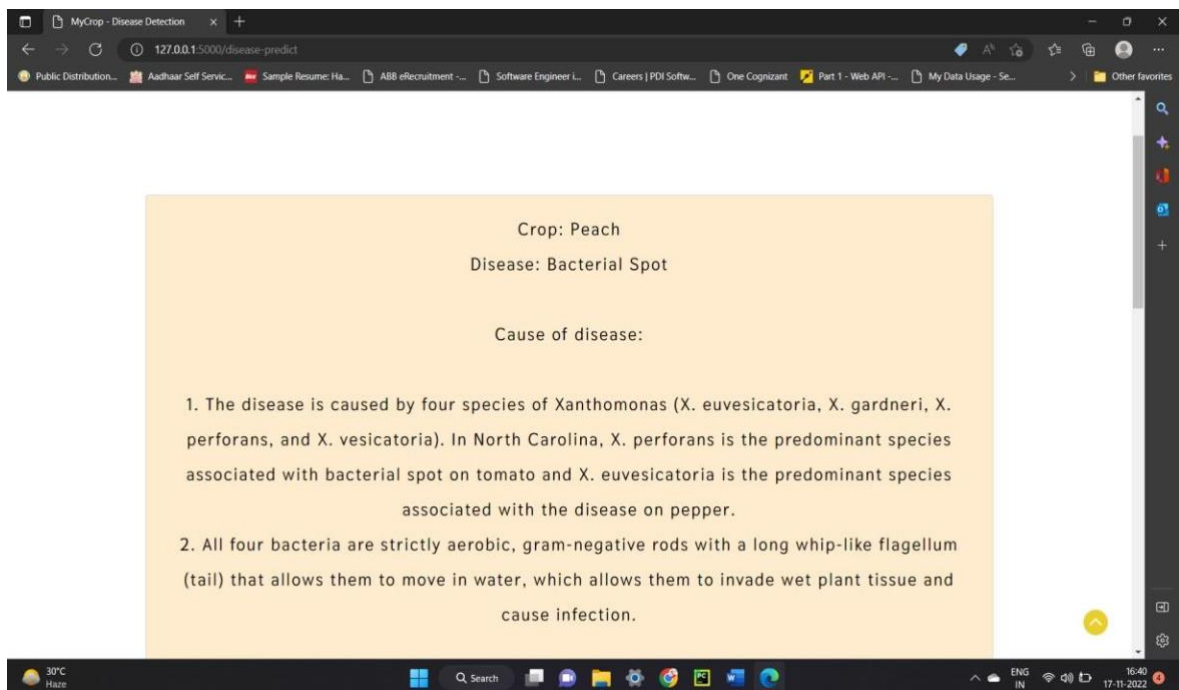 MyCrop - Disease Detection
127.0.0.1:5000/disease-predict
Public Distribution... Aadhaar Self Servic... Sample Resume: Ha... ABB eRecruitment -... Software Engineer i... Careers | PDI Softw... One Cognizant Part 1 - Web API -... My Data Usage - Se... Other favorites
Crop: Peach
Disease: Bacterial Spot
Cause of disease:
1. The disease is caused by four species of Xanthomonas (X. euvesicatoria, X. gardneri, X.
perforans, and X. vesicatoria). In North Carolina, X. perforans is the predominant species
associated with bacterial spot on tomato and X. euvesicatoria is the predominant species
associated with the disease on pepper.
2. All four bacteria are strictly aerobic, gram-negative rods with a long whip-like flagellum
(tail) that allows them to move in water, which allows them to invade wet plant tissue and
cause infection.
30°C
Haze
Search
ENG
IN
16:40
17-11-2022
4